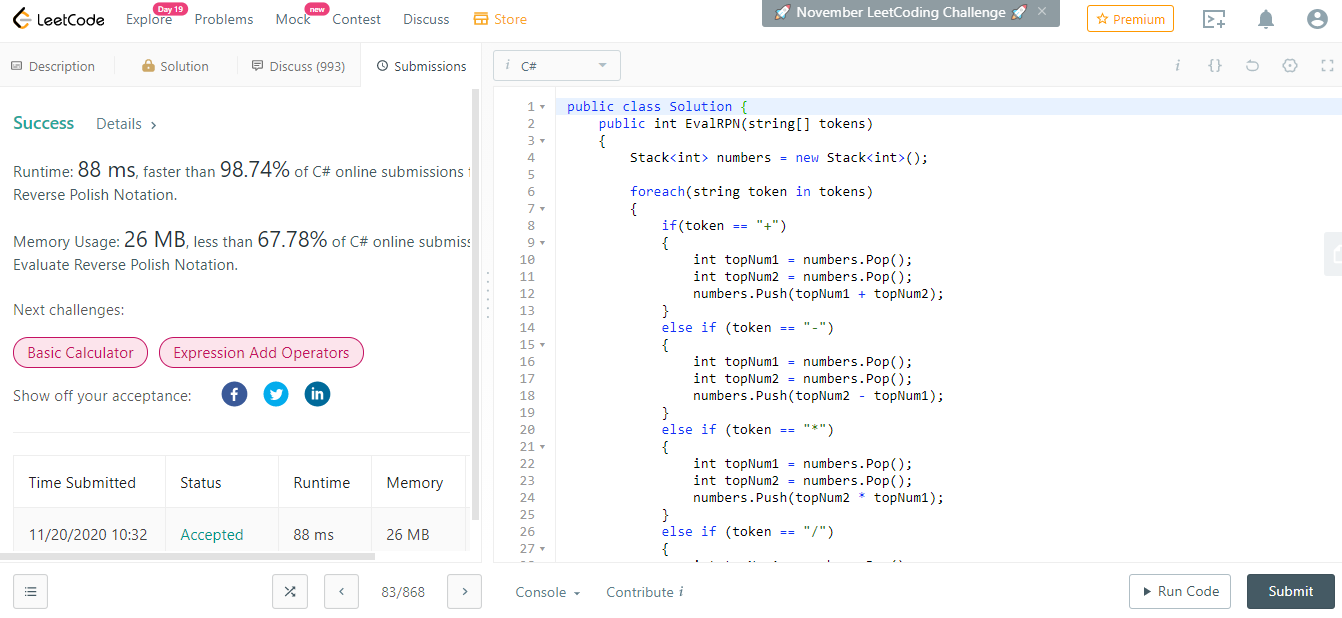 LeetCode
Day 19
Explore
Problems
new
Mock
Contest
Discuss
Store
🚀 November LeetCoding Challenge 🚀 ×
Premium
Description
Solution
Discuss (993)
Submissions
i C#
Success Details >
Runtime: 88 ms, faster than 98.74% of C# online submissions
Reverse Polish Notation.
Memory Usage: 26 MB, less than 67.78% of C# online
Evaluate Reverse Polish Notation.
Next challenges:
Basic Calculator
Expression Add Operators
Show off your acceptance:
Time Submitted Status Runtime Memory
11/20/2020 10:32 Accepted 88 ms 26 MB
1 public class Solution {
2 public int EvalRPN(string[] tokens)
3 {
4 Stack<int> numbers = new Stack<int>();
5
6 foreach(string token in tokens)
7 {
8 if(token == "+")
9 {
10 int topNum1 = numbers.Pop();
11 int topNum2 = numbers.Pop();
12 numbers.Push(topNum1 + topNum2);
13 }
14 else if (token == "-")
15 {
16 int topNum1 = numbers.Pop();
17 int topNum2 = numbers.Pop();
18 numbers.Push(topNum2 - topNum1);
19 }
20 else if (token == "*")
21 {
22 int topNum1 = numbers.Pop();
23 int topNum2 = numbers.Pop();
24 numbers.Push(topNum2 * topNum1);
25 }
26 else if (token == "/")
27 {
83/868
Console
Contribute i
Run Code
Submit